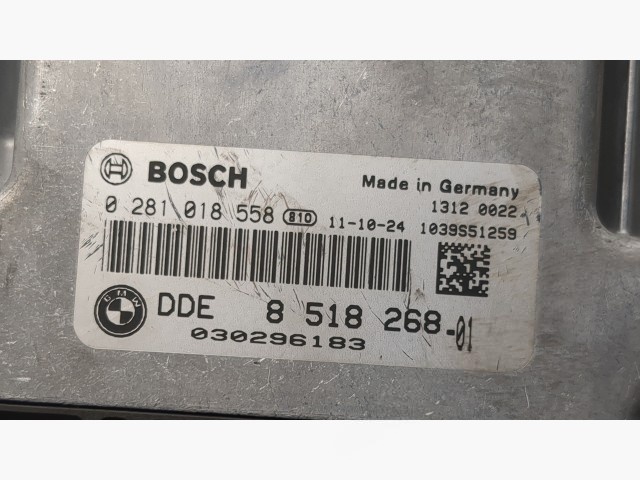 BOSCH Made in Germany
1312 0022
0 281 018 558 810 11-10-24 1039S51259
BMW DDE 8 518 268-01
030296183